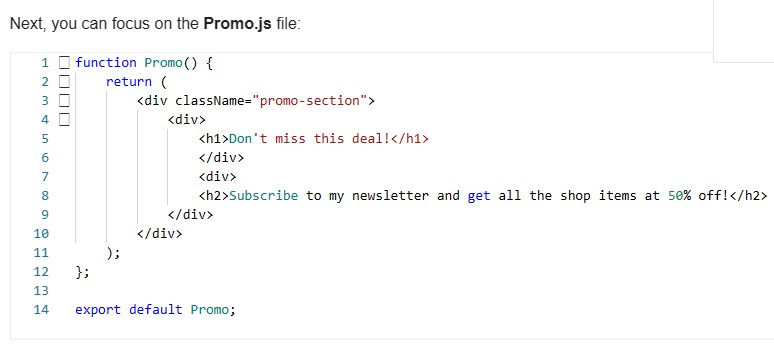 Next, you can focus on the Promo.js file:
1 function Promo() {
2 return (
3 <div className="promo-section">
4 <div>
5 <h1>Don't miss this deal!</h1>
6 </div>
7 <div>
8 <h2>Subscribe to my newsletter and get all the shop items at 50% off!</h2>
9 </div>
10 </div>
11 );
12 };
13
14 export default Promo;